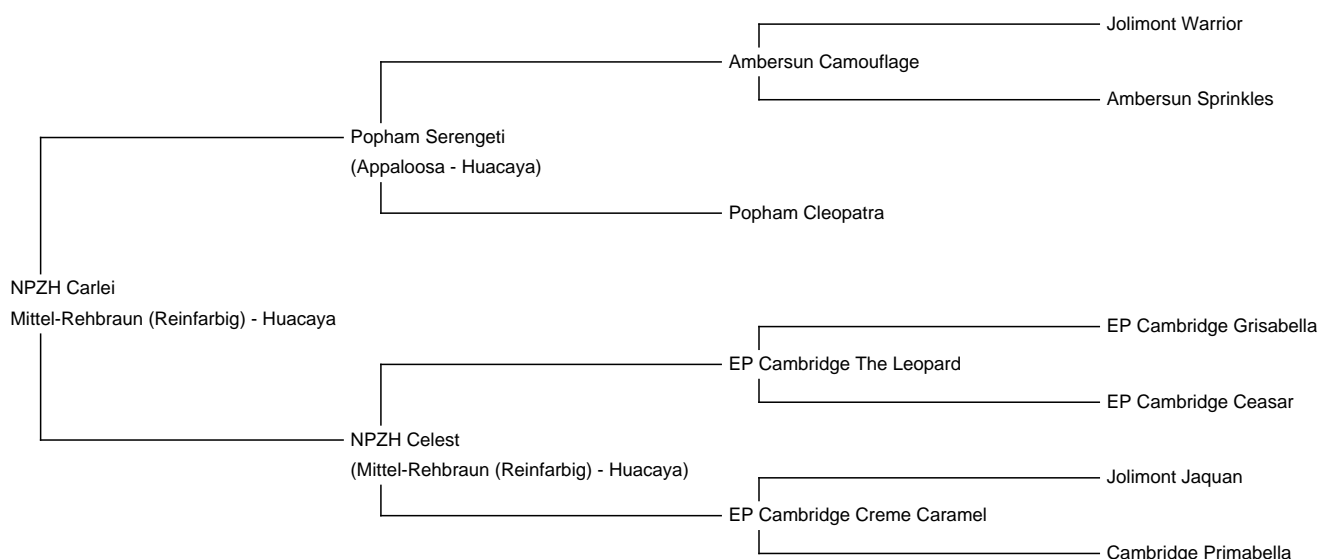 Jolimont Warrior
Ambersun Camouflage
Ambersun Sprinkles
Popham Serengeti
(Appaloosa - Huacaya)
Popham Cleopatra
NPZH Carlei
Mittel-Rehbraun (Reinfarbig) - Huacaya
EP Cambridge Grisabella
EP Cambridge The Leopard
EP Cambridge Ceasar
NPZH Celest
(Mittel-Rehbraun (Reinfarbig) - Huacaya)
Jolimont Jaquan
EP Cambridge Creme Caramel
Cambridge Primabella